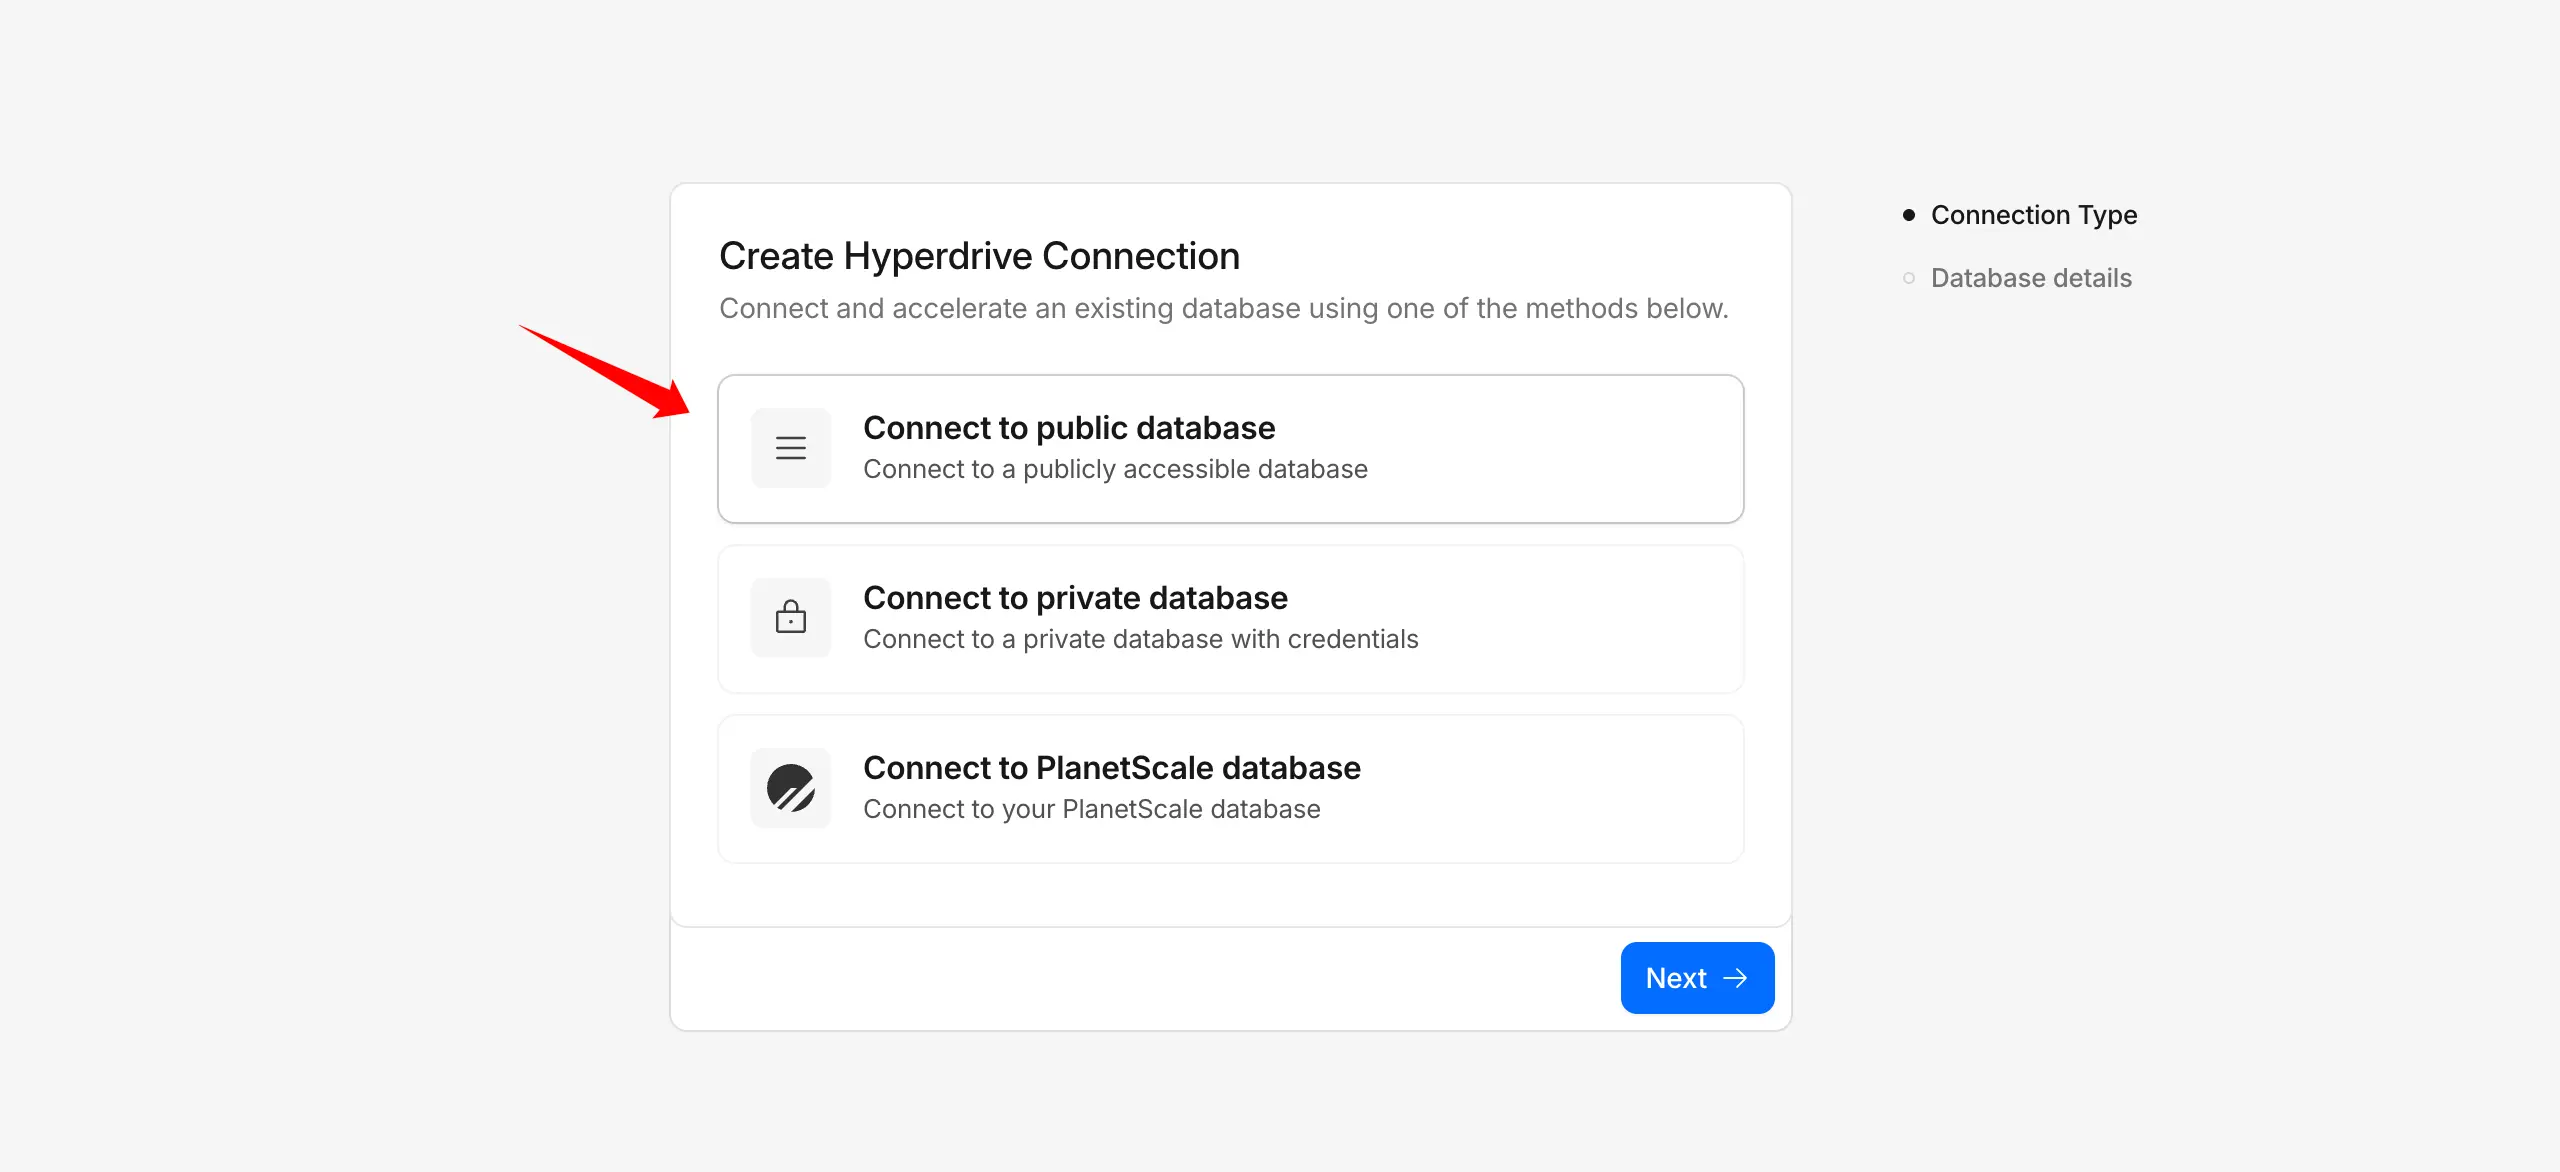 Create Hyperdrive Connection
Connect and accelerate an existing database using one of the methods below.
Connect to public database
Connect to a publicly accessible database
Connect to private database
Connect to a private database with credentials
Connect to PlanetScale database
Connect to your PlanetScale database
Next
Connection Type
Database details